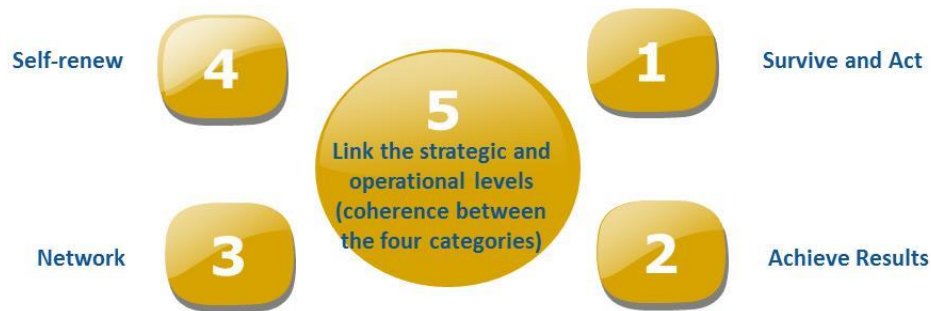 Self-renew
4
1
Survive and Act
5
Link the strategic and
operational levels
(coherence between
the four categories)
Network
3
2
Achieve Results